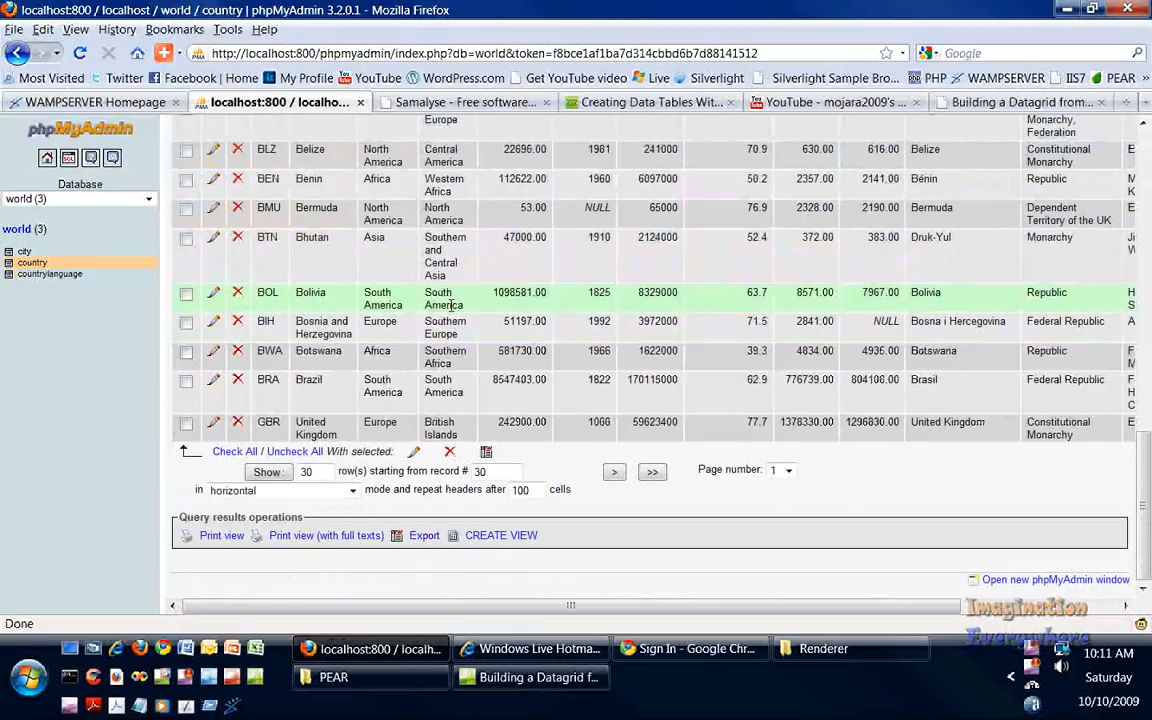 localhost:800 / localhost / world / country | phpMyAdmin 3.2.0.1 - Mozilla Firefox
File Edit View History Bookmarks Tools Help
http://localhost:800/phpmyadmin/index.php?db=world&token=f8bce1af1ba7d314cbbd6b7d88141512
Google
Most Visited Twitter Facebook | Home My Profile YouTube WordPress.com Get YouTube video Live Silverlight Silverlight Sample Bro... PHP WAMPSERVER IIS7 PEAR
WAMPSERVER Homepage localhost:800 / localho... Samalyse - Free software... Creating Data Tables Wit... YouTube - mojara2009's ... Building a Datagrid from...
phpMyAdmin
Database
world (3)
world (3)
city
country
countrylanguage
Europe Monarchy,
Federation
BLZ Belize North Central 22696.00 1981 241000 70.9 630.00 616.00 Belize Constitutional E
America America Monarchy
BEN Benin Africa Western 112622.00 1960 6097000 50.2 2357.00 2141.00 Bénin Republic M
Africa K
BMU Bermuda North North 53.00 NULL 65000 76.9 2328.00 2190.00 Bermuda Dependent E
America America Territory of the UK
BTN Bhutan Asia Southern 47000.00 1910 2124000 52.4 372.00 383.00 Druk-Yul Monarchy Ji
and W
Central
Asia
BOL Bolivia South South 1098581.00 1825 8329000 63.7 8571.00 7967.00 Bolivia Republic H
America America S
BIH Bosnia and Europe Southern 51197.00 1992 3972000 71.5 2841.00 NULL Bosna i Hercegovina Federal Republic A
Herzegovina Europe
BWA Botswana Africa Southern 581730.00 1966 1622000 39.3 4834.00 4935.00 Botswana Republic F
Africa M
BRA Brazil South South 8547403.00 1822 170115000 62.9 776739.00 804108.00 Brasil Federal Republic F
America America H
C
GBR United Europe British 242900.00 1066 59623400 77.7 1378330.00 1296830.00 United Kingdom Constitutional E
Kingdom Islands Monarchy
Check All / Uncheck All With selected:
Show : 30 row(s) starting from record # 30 > >> Page number: 1
in horizontal mode and repeat headers after 100 cells
Query results operations
Print view Print view (with full texts) Export CREATE VIEW
Open new phpMyAdmin window
Done
Imagination
Everywhere
localhost:800 / localh... Windows Live Hotma... Sign In - Google Chr... Renderer
PEAR Building a Datagrid f...
10:11 AM
Saturday
10/10/2009